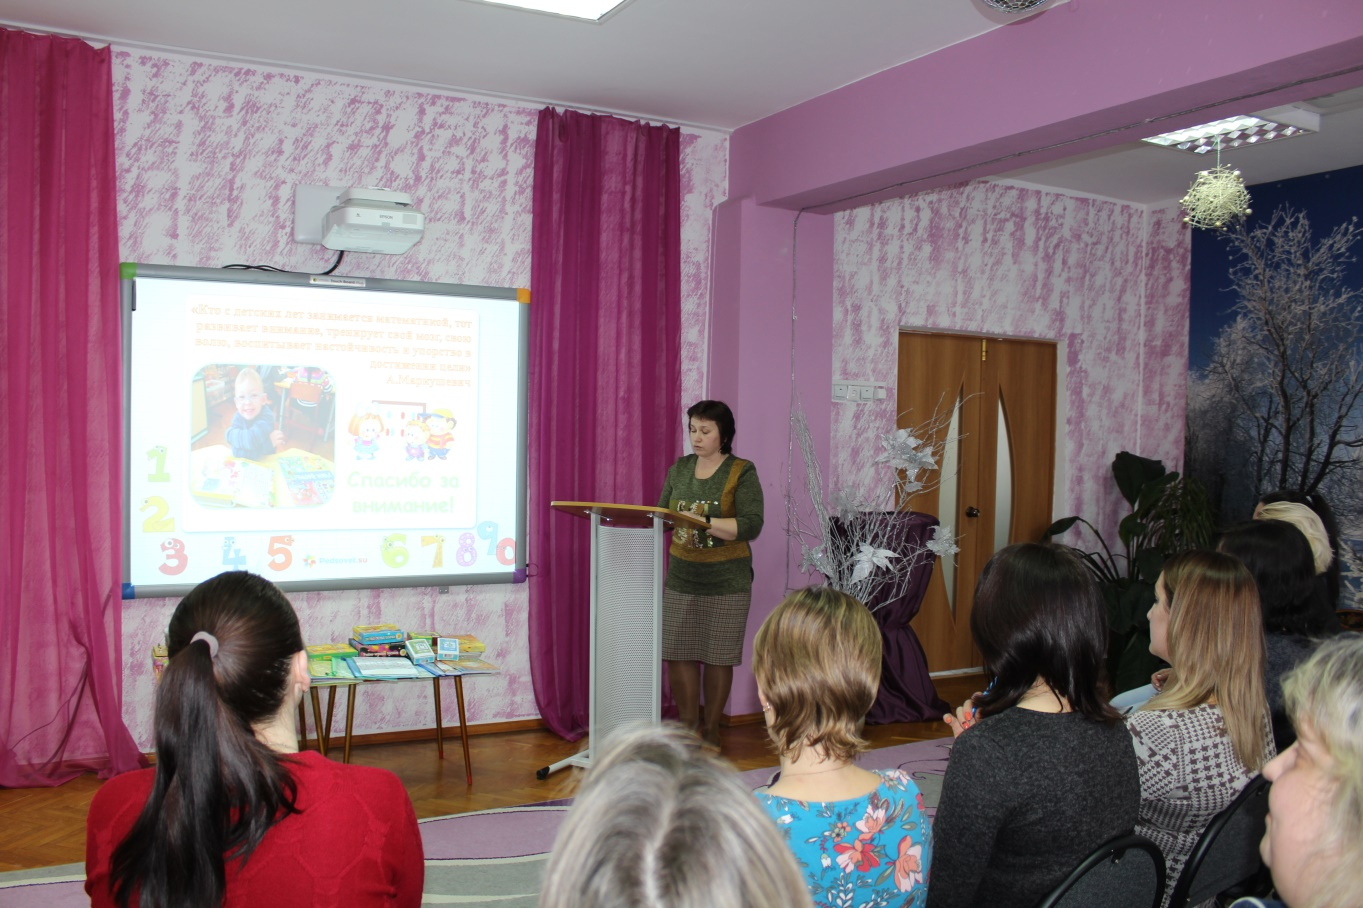 «Кто с детских лет занимается математикой, тот
развивает внимание, тренирует свой мозг, свою
волю, воспитывает настойчивость и упорство в
достижении цели»
А.Маркушевич
Спасибо за
внимание!
1
2
3 4 5 6 7 8 9 0